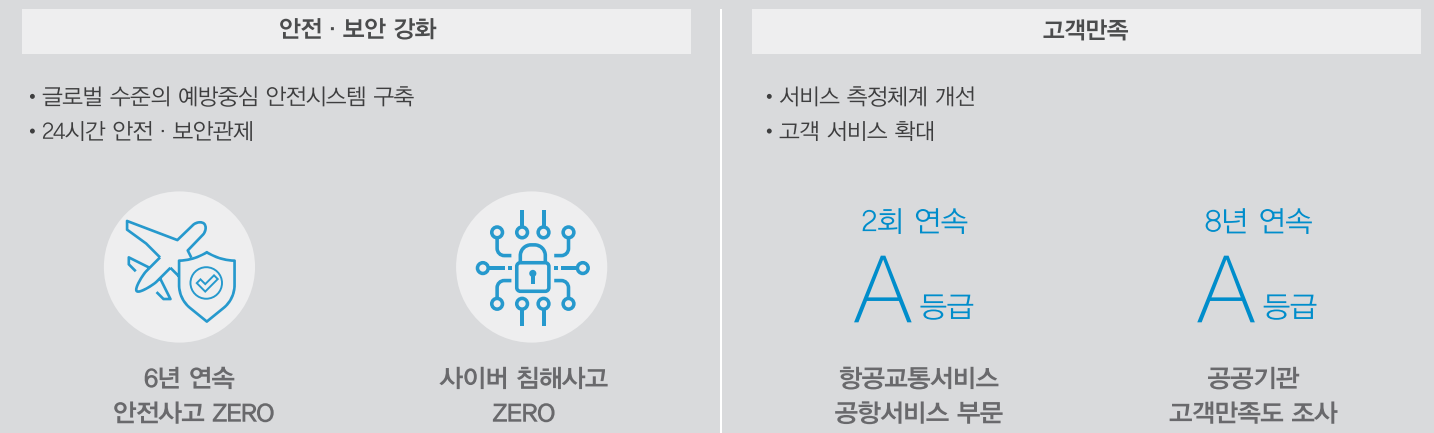 안전 · 보안 강화
• 글로벌 수준의 예방중심 안전시스템 구축
• 24시간 안전 · 보안관제
6년 연속
안전사고 ZERO
사이버 침해사고
ZERO
고객만족
• 서비스 측정체계 개선
• 고객 서비스 확대
2회 연속
A 등급
항공교통서비스
공항서비스 부문
8년 연속
A 등급
공공기관
고객만족도 조사